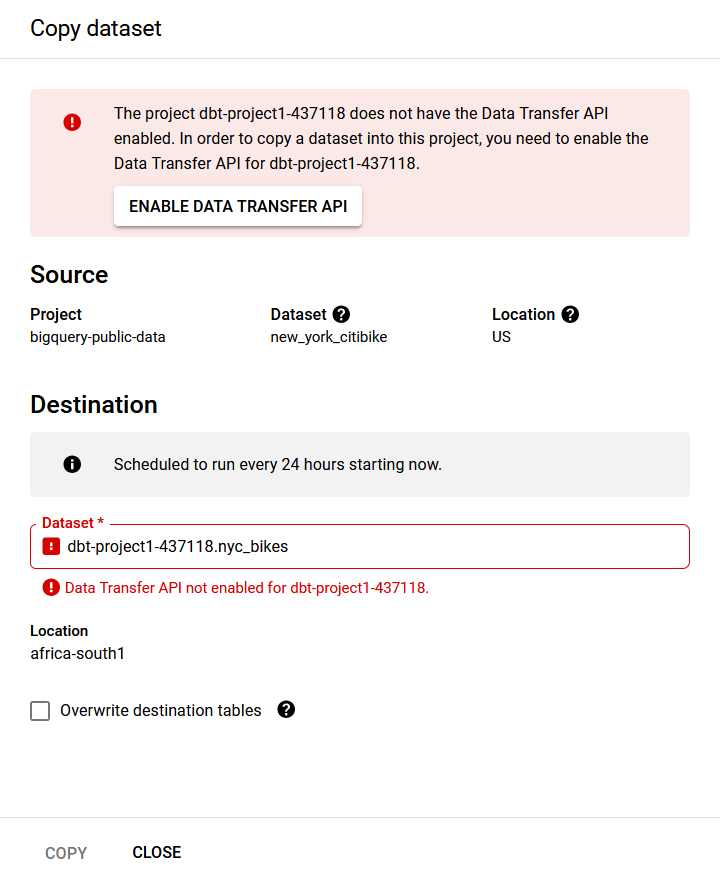 Copy dataset
The project dbt-project1-437118 does not have the Data Transfer API
enabled. In order to copy a dataset into this project, you need to enable the
Data Transfer API for dbt-project1-437118.
ENABLE DATA TRANSFER API
Source
Project
bigquery-public-data
Dataset
new_york_citibike
Location
US
Destination
Scheduled to run every 24 hours starting now.
Dataset *
dbt-project1-437118.nyc_bikes
Data Transfer API not enabled for dbt-project1-437118.
Location
africa-south1
Overwrite destination tables
COPY
CLOSE